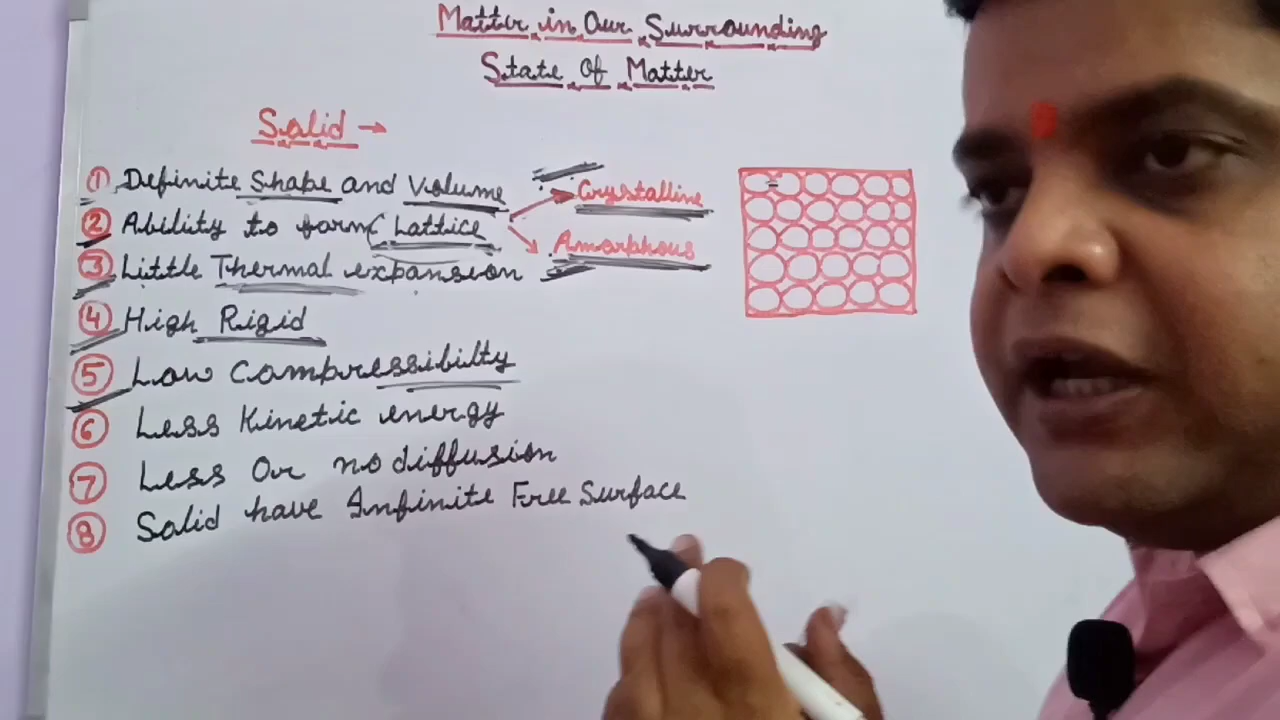 Matter in Our Surrounding
State Of Matter
Solid →
① Definite Shape and Volume
② Ability to form (Lattice
Crystalline
Amorphous
③ Little Thermal expansion
④ High Rigid
⑤ Low Compressibilty
⑥ Less Kinetic energy
⑦ Less Or no diffusion
⑧ Solid have Infinite Free Surface